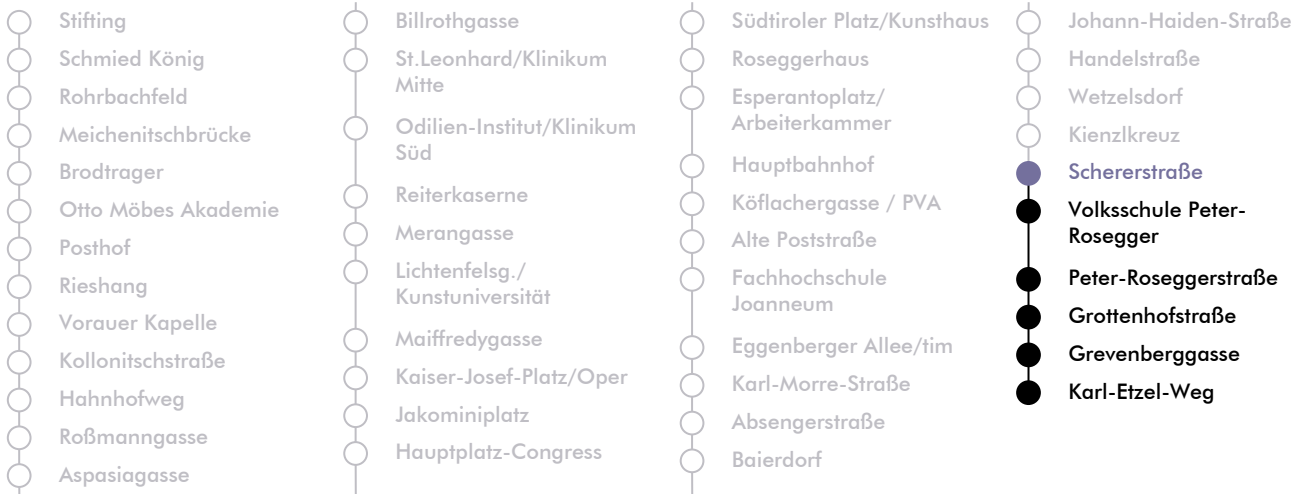 Stifting
Schmied König
Rohrbachfeld
Meichenitschbrücke
Brodtrager
Otto Möbes Akademie
Posthof
Rieshang
Vorauer Kapelle
Kollonitschstraße
Hahnhofweg
Roßmanngasse
Aspasiagasse
Billrothgasse
St.Leonhard/Klinikum
Mitte
Odilien-Institut/Klinikum
Süd
Reiterkaserne
Merangasse
Lichtenfelsg./
Kunstuniversität
Maiffredygasse
Kaiser-Josef-Platz/Oper
Jakominiplatz
Hauptplatz-Congress
Südtiroler Platz/Kunsthaus
Roseggerhaus
Esperantoplatz/
Arbeiterkammer
Hauptbahnhof
Köflachergasse / PVA
Alte Poststraße
Fachhochschule
Joanneum
Eggenberger Allee/tim
Karl-Morre-Straße
Absengerstraße
Baierdorf
Johann-Haiden-Straße
Handelstraße
Wetzelsdorf
Kienzlkreuz
Schererstraße
Volksschule Peter-
Rosegger
Peter-Roseggerstraße
Grottenhofstraße
Grevenberggasse
Karl-Etzel-Weg